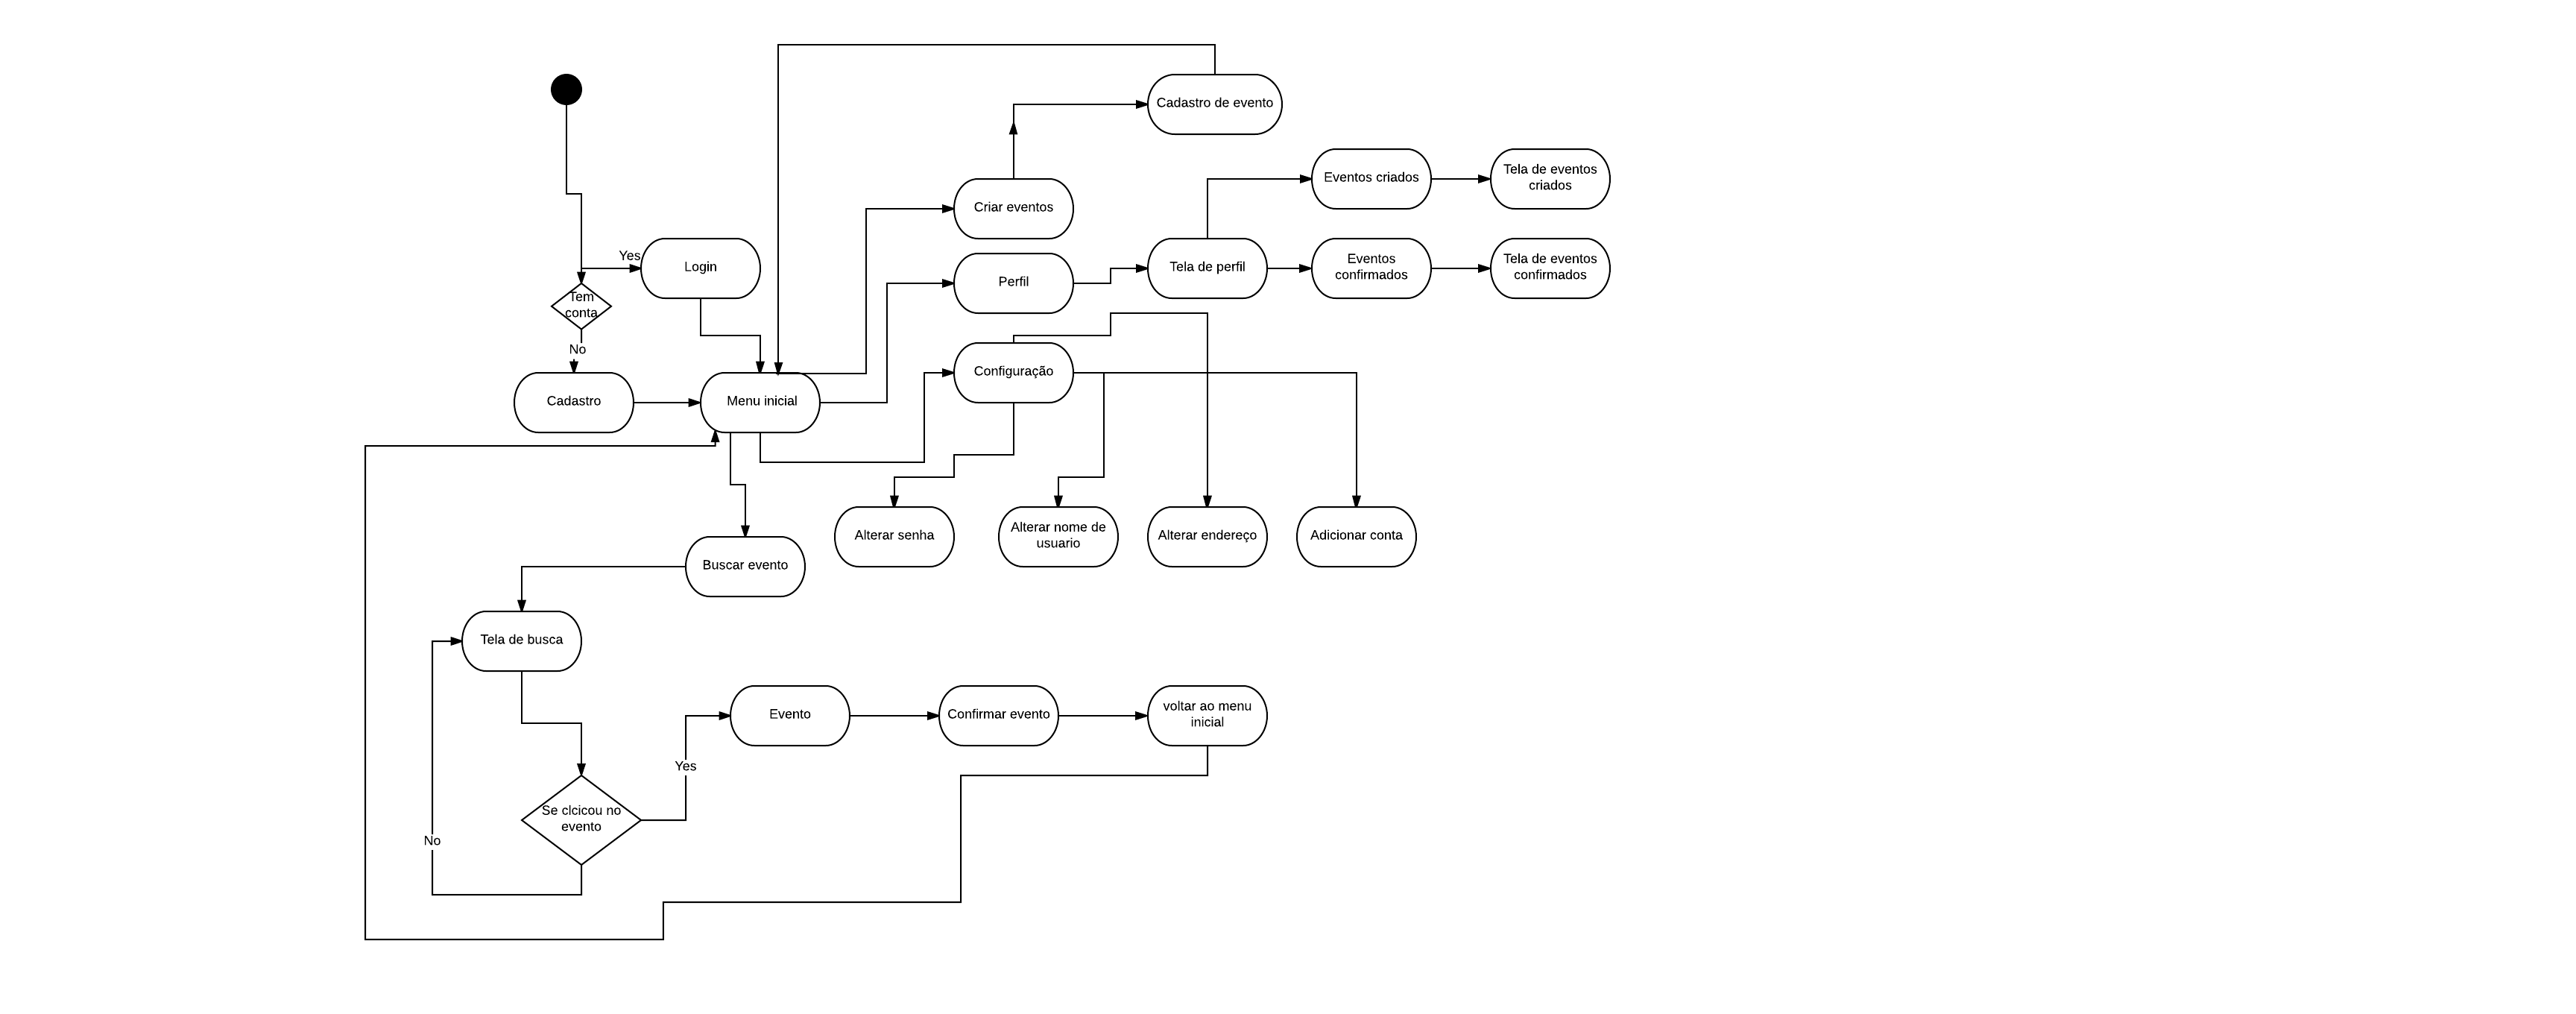 Cadastro de evento
Tela de eventos
criados
Eventos criados
Criar eventos
Yes
Login
Tela de perfil
Eventos
confirmados
Tela de eventos
confirmados
Perfil
Tem
conta
No
Configuração
Cadastro
Menu inicial
Alterar senha
Alterar nome de
usuario
Alterar endereço
Adicionar conta
Buscar evento
Tela de busca
Evento
Confirmar evento
voltar ao menu
inicial
Yes
Se clcicou no
evento
No